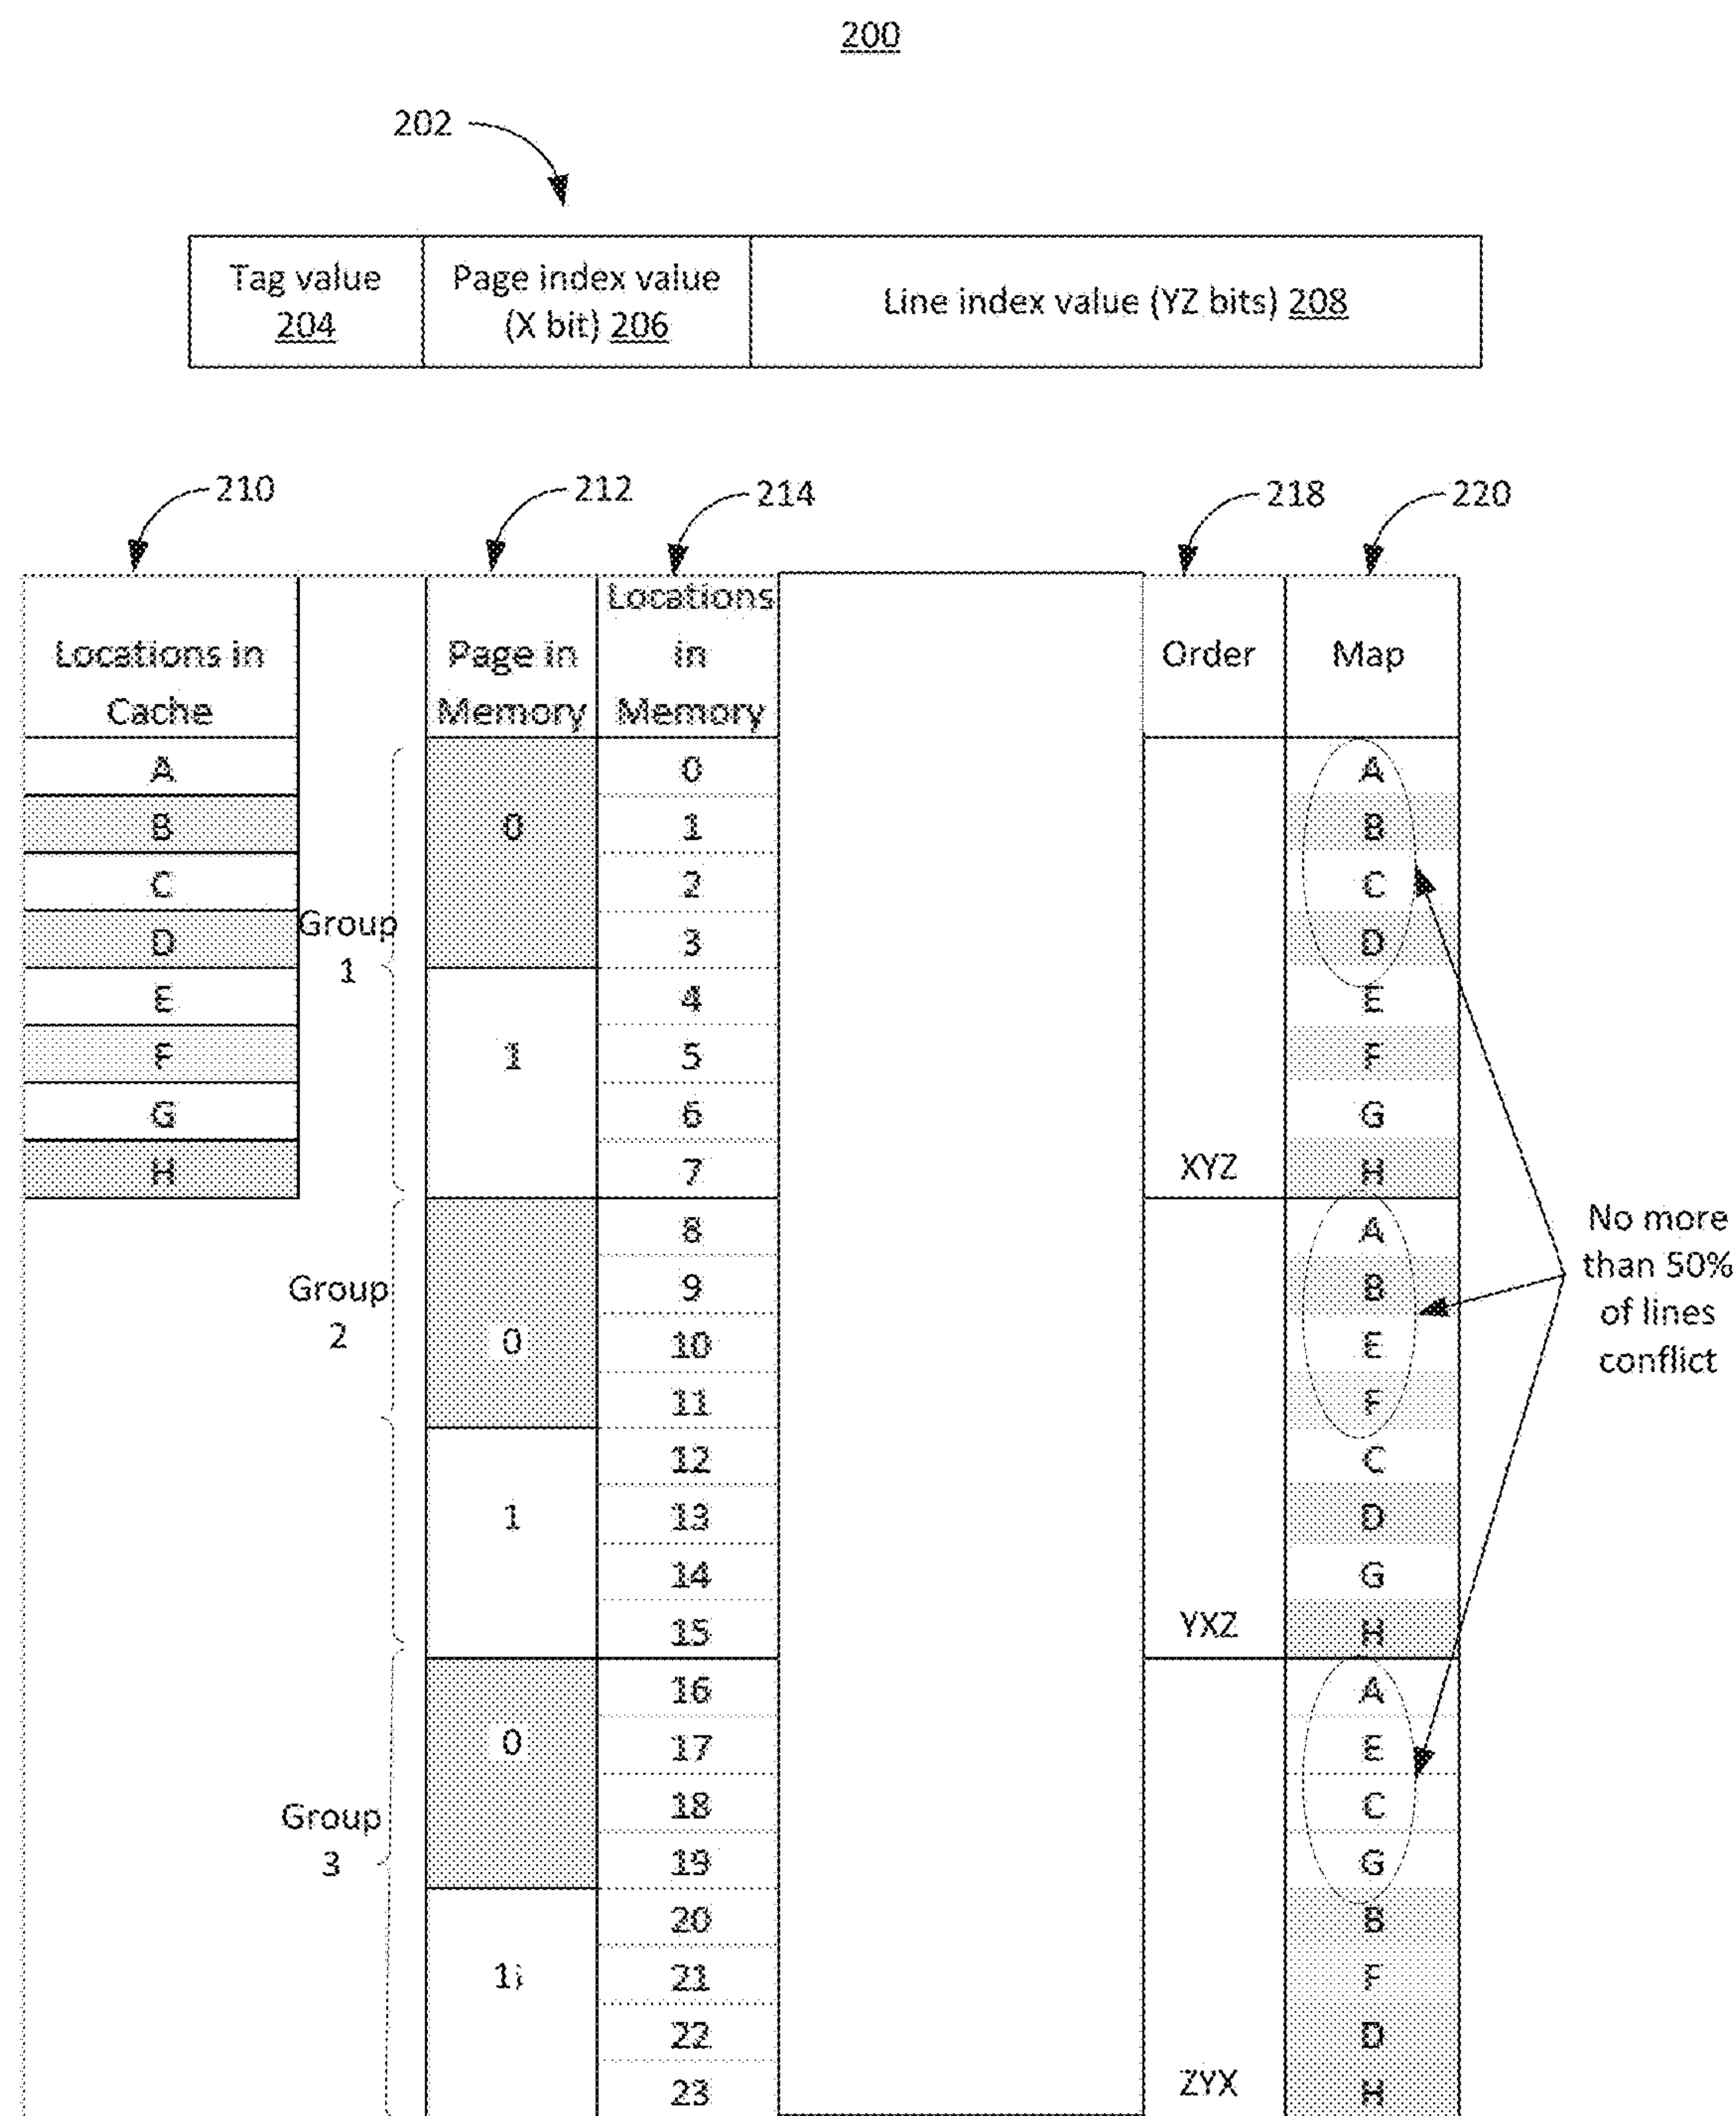 200
202
Tag value
204
Page index value
(X bit) 206
Line index value (YZ bits) 208
210
212
214
218
220
Locations in
Cache
Page in
Memory
Locations
in
Memory
Order
Map
A
B
C
D
E
F
G
H
Group
1
Group
2
Group
3
0
1
0
1
0
1
0
1
2
3
4
5
6
7
8
9
10
11
12
13
14
15
16
17
18
19
20
21
22
23
XYZ
YXZ
ZYX
A
B
C
D
E
F
G
H
A
B
E
F
C
D
G
H
A
E
C
G
B
F
D
H
No more
than 50%
of lines
conflict